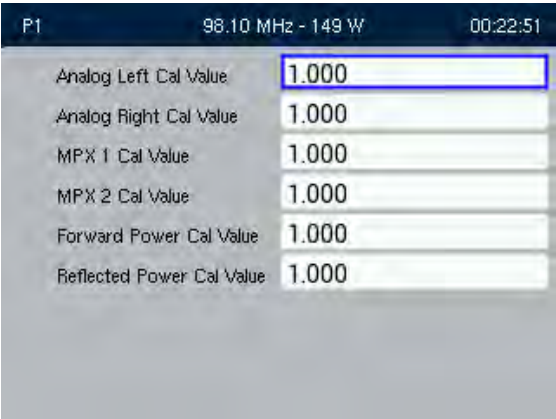 P1 98.10 MHz - 149 W 00:22:51
Analog Left Cal Value 1.000
Analog Right Cal Value 1.000
MPX 1 Cal Value 1.000
MPX 2 Cal Value 1.000
Forward Power Cal Value 1.000
Reflected Power Cal Value 1.000